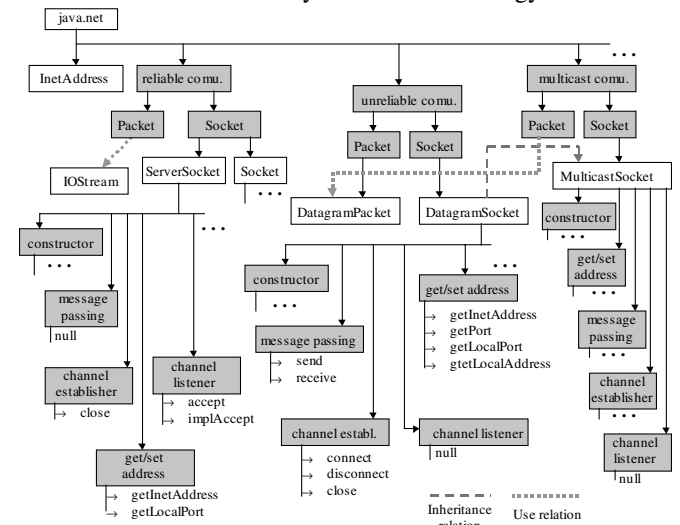 java.net
• • •
InetAddress
reliable comu.
unreliable comu.
multicast comu.
Packet
Socket
Packet
Socket
Packet
Socket
IOStream
ServerSocket
Socket
• • •
MulticastSocket
DatagramPacket
DatagramSocket
constructor
• • •
• • •
message
passing
null
channel
establisher
close
channel
listener
accept
implAccept
get/set
address
getInetAddress
getLocalPort
constructor
• • •
• • •
message passing
send
receive
get/set address
getInetAddress
getPort
getLocalPort
gtetLocalAddress
channel establ.
connect
disconnect
close
channel listener
null
constructor
• • •
get/set
address
• • •
message
passing
• • •
channel
establisher
• • •
channel
listener
null
Inheritance
Use relation